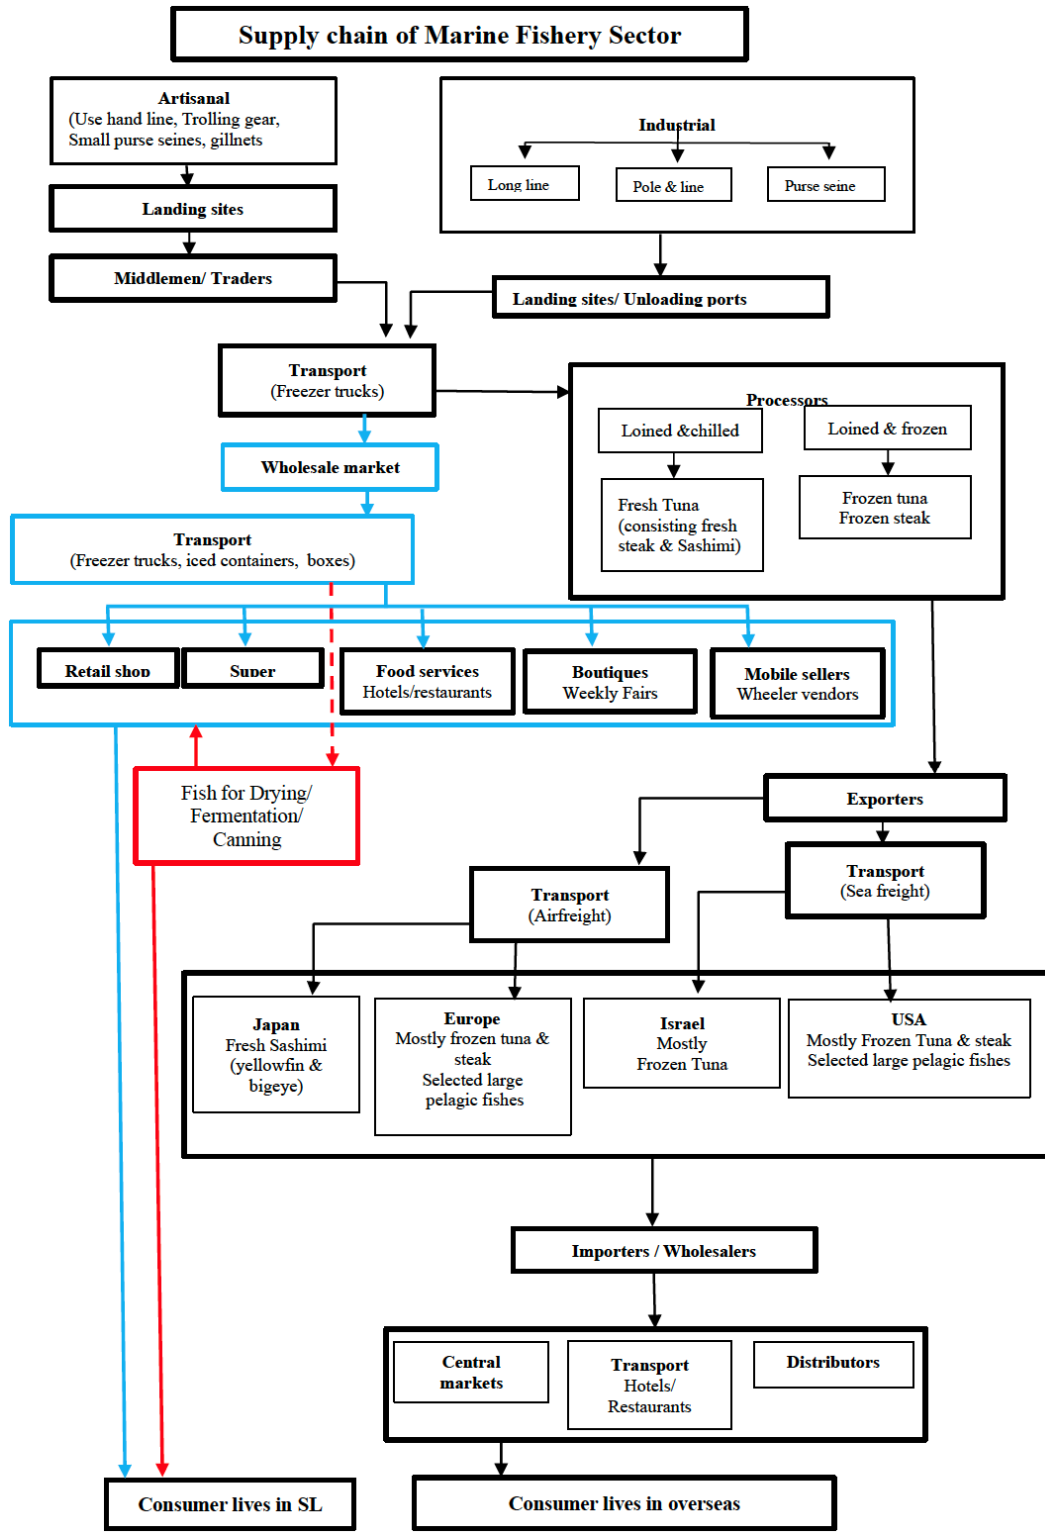 Supply chain of Marine Fishery Sector
Artisanal
(Use hand line, Trolling gear,
Small purse seines, gillnets
Industrial
Long line
Pole & line
Purse seine
Landing sites
Middlemen/ Traders
Landing sites/ Unloading ports
Transport
(Freezer trucks)
Processors
Loined &chilled
Loined & frozen
Fresh Tuna
(consisting fresh
steak & Sashimi)
Frozen tuna
Frozen steak
Wholesale market
Transport
(Freezer trucks, iced containers, boxes)
Retail shop
Super
Food services
Hotels/restaurants
Boutiques
Weekly Fairs
Mobile sellers
Wheeler vendors
Fish for Drying/
Fermentation/
Canning
Exporters
Transport
(Airfreight)
Transport
(Sea freight)
Japan
Fresh Sashimi
(yellowfin &
bigeye)
Europe
Mostly frozen tuna &
steak
Selected large
pelagic fishes
Israel
Mostly
Frozen Tuna
USA
Mostly Frozen Tuna & steak
Selected large pelagic fishes
Importers / Wholesalers
Central
markets
Transport
Hotels/
Restaurants
Distributors
Consumer lives in SL
Consumer lives in overseas